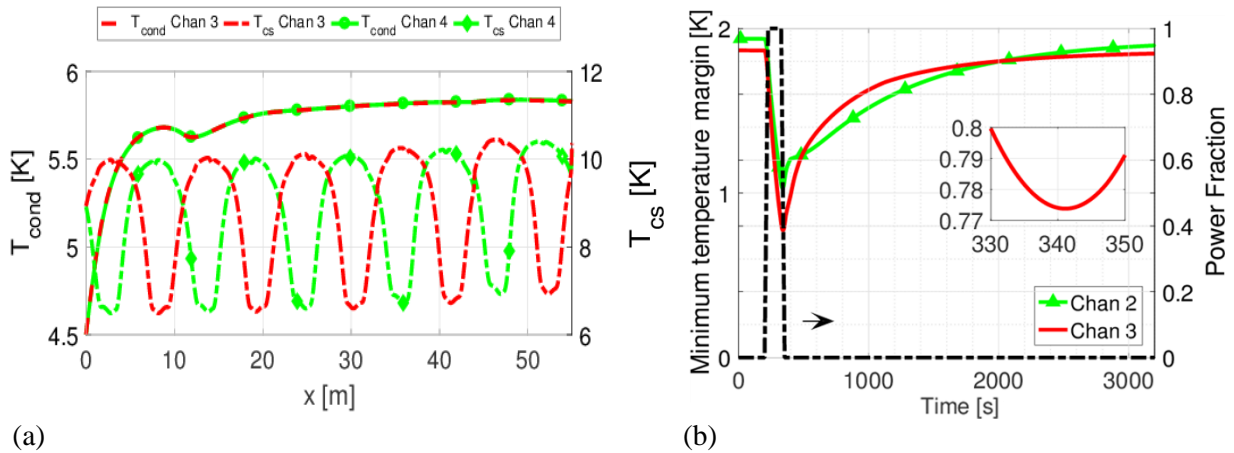 T_cond Chan 3 T_cs Chan 3 T_cond Chan 4 T_cs Chan 4
6
5.5
5
4.5
T_cond [K]
12
10
8
6
T_cs [K]
0 10 20 30 40 50
x [m]
(a)
2
1
0
Minimum temperature margin [K]
1
0.8
0.6
0.4
0.2
0
Power Fraction
0.8
0.79
0.78
0.77
330 340 350
Chan 2
Chan 3
0 1000 2000 3000
Time [s]
(b)